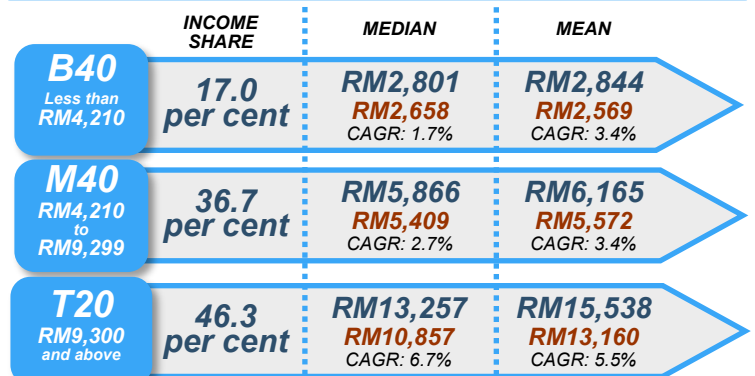 INCOME SHARE
MEDIAN
MEAN
B40
Less than
RM4,210
17.0
per cent
RM2,801
RM2,658
CAGR: 1.7%
RM2,844
RM2,569
CAGR: 3.4%
M40
RM4,210
to
RM9,299
36.7
per cent
RM5,866
RM5,409
CAGR: 2.7%
RM6,165
RM5,572
CAGR: 3.4%
T20
RM9,300
and above
46.3
per cent
RM13,257
RM10,857
CAGR: 6.7%
RM15,538
RM13,160
CAGR: 5.5%